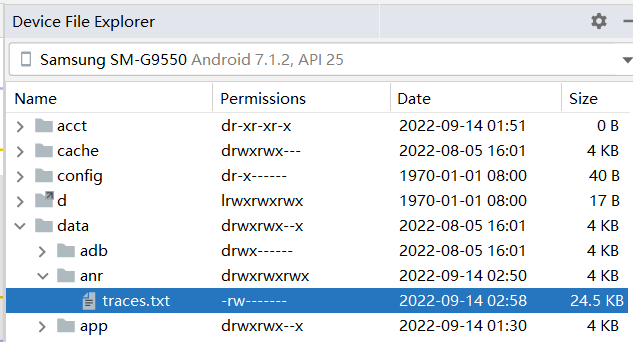 Device File Explorer
Samsung SM-G9550 Android 7.1.2, API 25
Name Permissions Date Size
acct dr-xr-xr-x 2022-09-14 01:51 0 B
cache drwxrwx--- 2022-08-05 16:01 4 KB
config dr-x------ 1970-01-01 08:00 40 B
d lrwxrwxrwx 1970-01-01 08:00 17 B
data drwxrwx--x 2022-08-05 16:01 4 KB
adb drwx------ 2022-08-05 16:01 4 KB
anr drwxrwxrwx 2022-09-14 02:50 4 KB
traces.txt -rw------- 2022-09-14 02:58 24.5 KB
app drwxrwx--x 2022-09-14 01:30 4 KB